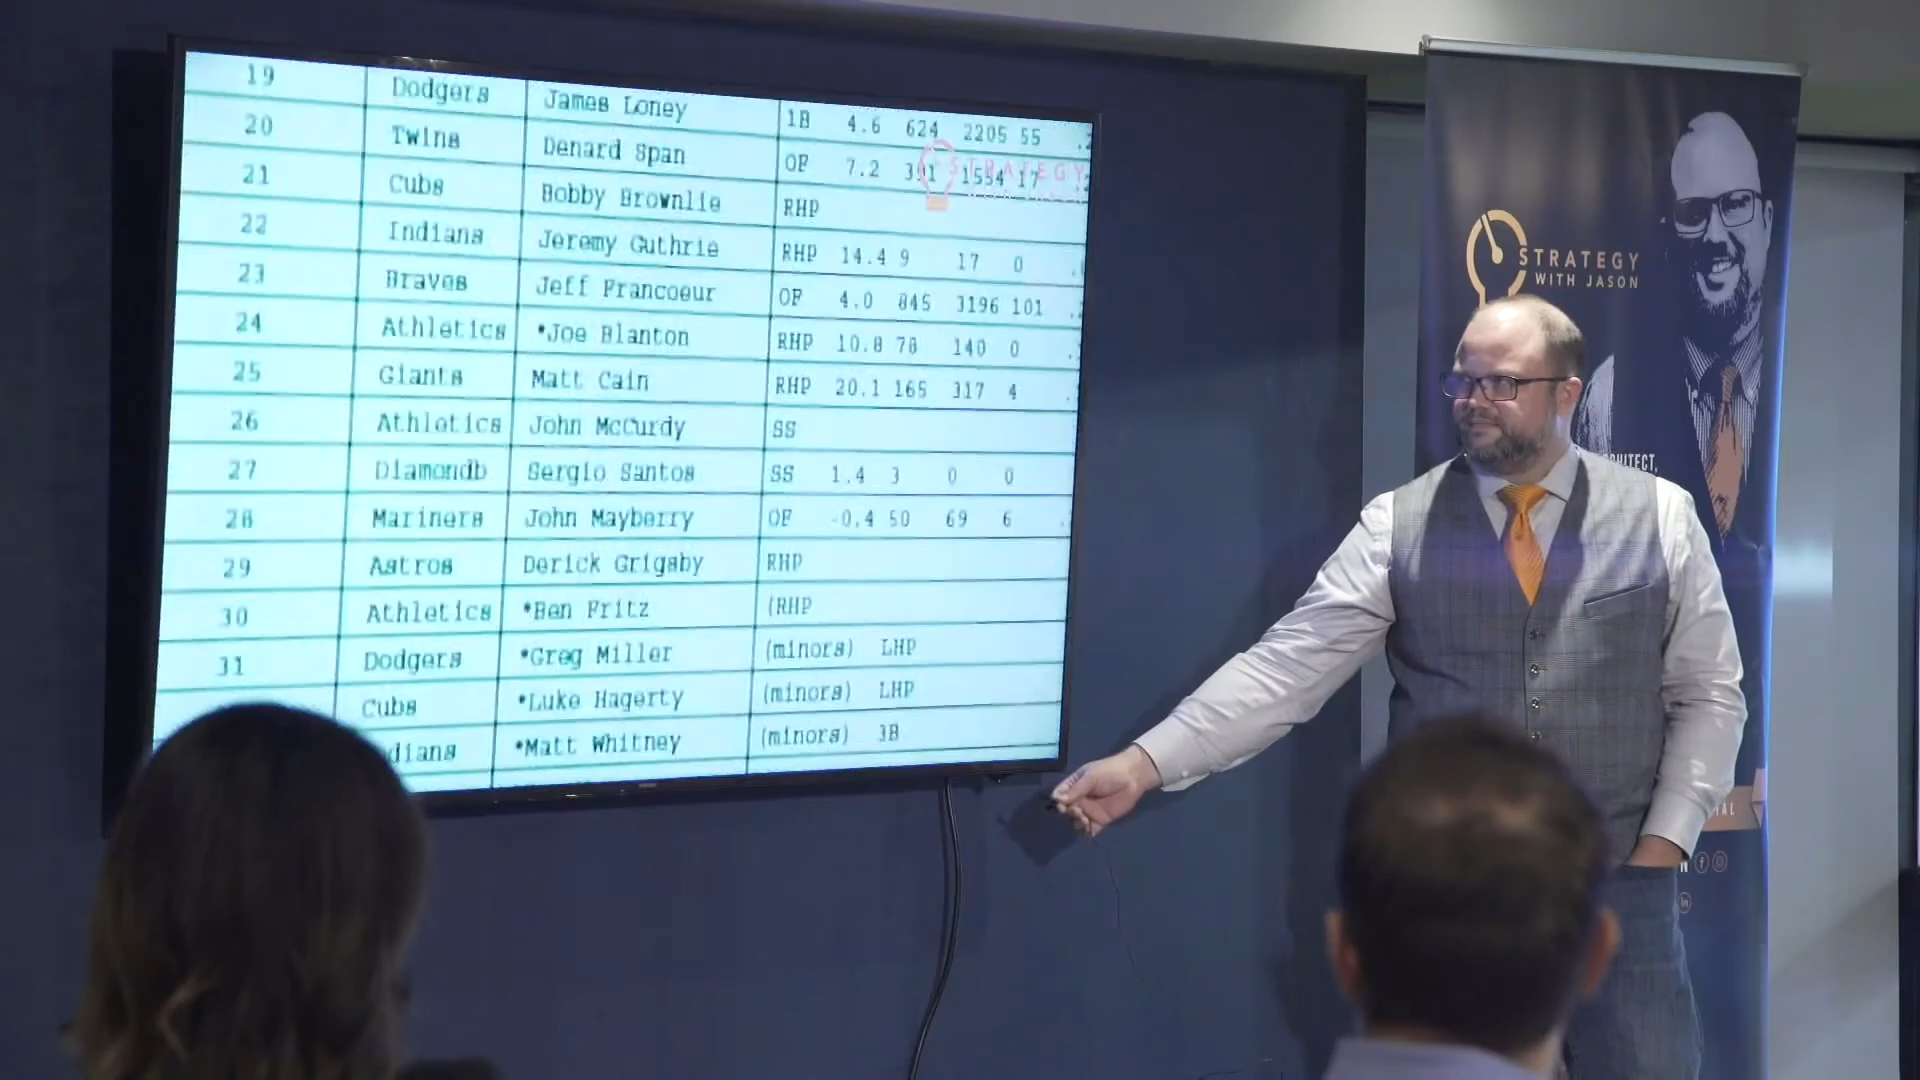 19 Dodgers James Loney 1B 4.6 624 2205 55
20 Twins Denard Span OF 7.2 391 1554 17
21 Cubs Bobby Brownlie RHP
22 Indians Jeremy Guthrie RHP 14.4 9 17 0
23 Braves Jeff Francoeur OF 4.0 845 3196 101
24 Athletics *Joe Blanton RHP 10.8 78 140 0
25 Giants Matt Cain RHP 20.1 165 317 4
26 Athletics John McCurdy SS
27 Diamondb Sergio Santos SS 1.4 3 0 0
28 Mariners John Mayberry OF -0.4 50 69 6
29 Astros Derick Grigsby RHP
30 Athletics *Ben Fritz (RHP
31 Dodgers *Greg Miller (minors) LHP
Cubs *Luke Hagerty (minors) LHP
dians *Matt Whitney (minors) 3B
STRATEGY
STRATEGY
WITH JASON
CHITECT,
IAL
N